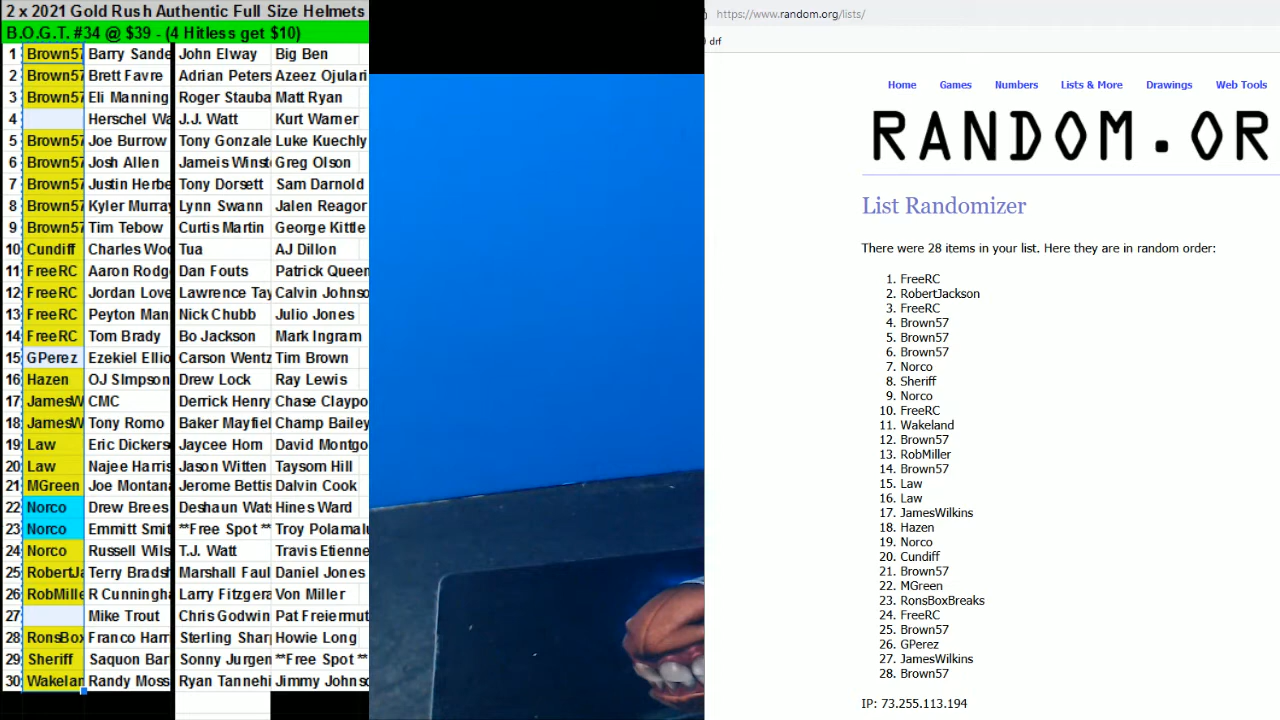 2 x 2021 Gold Rush Authentic Full Size Helmets
B.O.G.T. #34 @ $39 - (4 Hitless get $10)
1 Brown57 Barry Sande John Elway Big Ben
2 Brown57 Brett Favre Adrian Peters Azeez Ojulari
3 Brown57 Eli Manning Roger Stauba Matt Ryan
4 Herschel Wa J.J. Watt Kurt Warner
5 Brown57 Joe Burrow Tony Gonzale Luke Kuechly
6 Brown57 Josh Allen Jameis Winst Greg Olson
7 Brown57 Justin Herbe Tony Dorsett Sam Darnold
8 Brown57 Kyler Murray Lynn Swann Jalen Reagor
9 Brown57 Tim Tebow Curtis Martin George Kittle
10 Cundiff Charles Woo Tua AJ Dillon
11 FreeRC Aaron Rodg Dan Fouts Patrick Queen
12 FreeRC Jordan Love Lawrence Tay Calvin Johnso
13 FreeRC Peyton Man Nick Chubb Julio Jones
14 FreeRC Tom Brady Bo Jackson Mark Ingram
15 GPerez Ezekiel Ellio Carson Wentz Tim Brown
16 Hazen OJ SImpson Drew Lock Ray Lewis
17 JamesW CMC Derrick Henry Chase Claypo
18 JamesW Tony Romo Baker Mayfiel Champ Bailey
19 Law Eric Dickers Jaycee Horn David Montgo
20 Law Najee Harris Jason Witten Taysom Hill
21 MGreen Joe Montana Jerome Bettis Dalvin Cook
22 Norco Drew Brees Deshaun Wats Hines Ward
23 Norco Emmitt Smit **Free Spot ** Troy Polamalu
24 Norco Russell Wils T.J. Watt Travis Etienne
25 RobertJa Terry Bradsh Marshall Faul Daniel Jones
26 RobMille R Cunningha Larry Fitzgera Von Miller
27 Mike Trout Chris Godwin Pat Freiermut
28 RonsBox Franco Harr Sterling Shar Howie Long
29 Sheriff Saquon Bar Sonny Jurgen **Free Spot **
30 Wakelan Randy Moss Ryan Tannehi Jimmy Johns
https://www.random.org/lists/
drf
Home Games Numbers Lists & More Drawings Web Tools
RANDOM.OR
List Randomizer
There were 28 items in your list. Here they are in random order:
1. FreeRC
2. RobertJackson
3. FreeRC
4. Brown57
5. Brown57
6. Brown57
7. Norco
8. Sheriff
9. Norco
10. FreeRC
11. Wakeland
12. Brown57
13. RobMiller
14. Brown57
15. Law
16. Law
17. JamesWilkins
18. Hazen
19. Norco
20. Cundiff
21. Brown57
22. MGreen
23. RonsBoxBreaks
24. FreeRC
25. Brown57
26. GPerez
27. JamesWilkins
28. Brown57
IP: 73.255.113.194